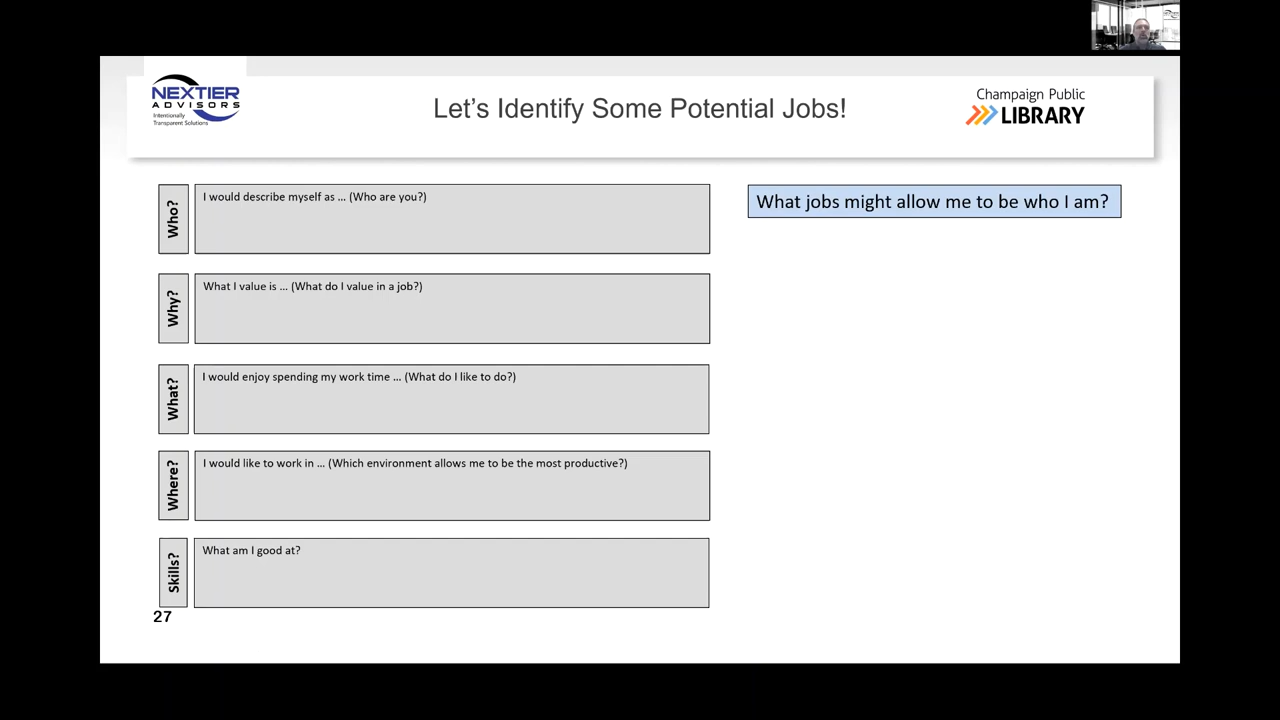 NEXTIER
ADVISORS
Intentionally
Transparent Solutions
Let's Identify Some Potential Jobs!
Champaign Public
LIBRARY
Who?
I would describe myself as ... (Who are you?)
What jobs might allow me to be who I am?
Why?
What I value is ... (What do I value in a job?)
What?
I would enjoy spending my work time ... (What do I like to do?)
Where?
I would like to work in ... (Which environment allows me to be the most productive?)
Skills?
What am I good at?
27